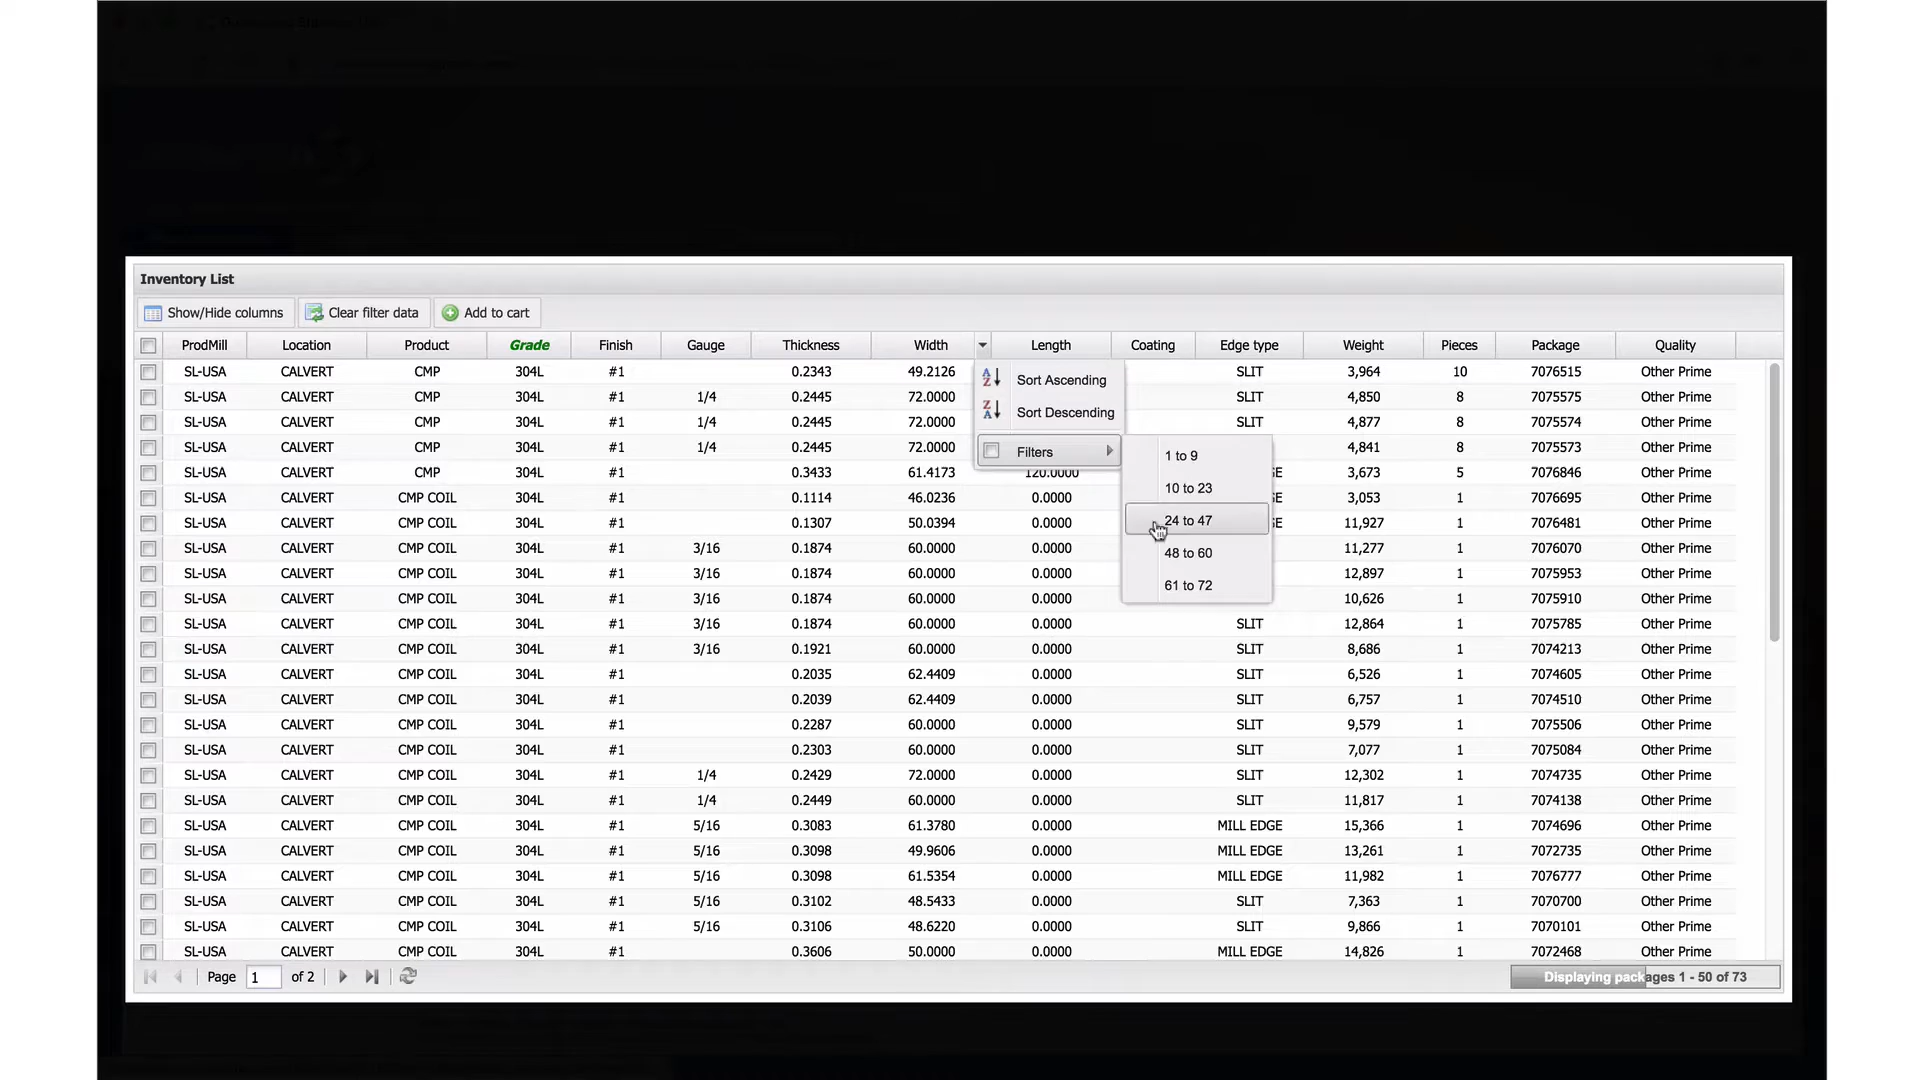 Inventory List
Show/Hide columns Clear filter data Add to cart
ProdMill Location Product Grade Finish Gauge Thickness Width Length Coating Edge type Weight Pieces Package Quality
SL-USA CALVERT CMP 304L #1 0.2343 49.2126 SLIT 3,964 10 7076515 Other Prime
SL-USA CALVERT CMP 304L #1 1/4 0.2445 72.0000 SLIT 4,850 8 7075575 Other Prime
SL-USA CALVERT CMP 304L #1 1/4 0.2445 72.0000 SLIT 4,877 8 7075574 Other Prime
SL-USA CALVERT CMP 304L #1 1/4 0.2445 72.0000 4,841 8 7075573 Other Prime
SL-USA CALVERT CMP 304L #1 0.3433 61.4173 120.0000 GE 3,673 5 7076846 Other Prime
SL-USA CALVERT CMP COIL 304L #1 0.1114 46.0236 0.0000 3,053 1 7076695 Other Prime
SL-USA CALVERT CMP COIL 304L #1 0.1307 50.0394 0.0000 11,927 1 7076481 Other Prime
SL-USA CALVERT CMP COIL 304L #1 3/16 0.1874 60.0000 0.0000 11,277 1 7076070 Other Prime
SL-USA CALVERT CMP COIL 304L #1 3/16 0.1874 60.0000 0.0000 12,897 1 7075953 Other Prime
SL-USA CALVERT CMP COIL 304L #1 3/16 0.1874 60.0000 0.0000 10,626 1 7075910 Other Prime
SL-USA CALVERT CMP COIL 304L #1 3/16 0.1874 60.0000 0.0000 SLIT 12,864 1 7075785 Other Prime
SL-USA CALVERT CMP COIL 304L #1 3/16 0.1921 60.0000 0.0000 SLIT 8,686 1 7074213 Other Prime
SL-USA CALVERT CMP COIL 304L #1 0.2035 62.4409 0.0000 SLIT 6,526 1 7074605 Other Prime
SL-USA CALVERT CMP COIL 304L #1 0.2039 62.4409 0.0000 SLIT 6,757 1 7074510 Other Prime
SL-USA CALVERT CMP COIL 304L #1 0.2287 60.0000 0.0000 SLIT 9,579 1 7075506 Other Prime
SL-USA CALVERT CMP COIL 304L #1 0.2303 60.0000 0.0000 SLIT 7,077 1 7075084 Other Prime
SL-USA CALVERT CMP COIL 304L #1 1/4 0.2429 72.0000 0.0000 SLIT 12,302 1 7074735 Other Prime
SL-USA CALVERT CMP COIL 304L #1 1/4 0.2449 60.0000 0.0000 SLIT 11,817 1 7074138 Other Prime
SL-USA CALVERT CMP COIL 304L #1 5/16 0.3083 61.3780 0.0000 MILL EDGE 15,366 1 7074696 Other Prime
SL-USA CALVERT CMP COIL 304L #1 5/16 0.3098 49.9606 0.0000 MILL EDGE 13,261 1 7072735 Other Prime
SL-USA CALVERT CMP COIL 304L #1 5/16 0.3098 61.5354 0.0000 MILL EDGE 11,982 1 7076777 Other Prime
SL-USA CALVERT CMP COIL 304L #1 5/16 0.3102 48.5433 0.0000 SLIT 7,363 1 7070700 Other Prime
SL-USA CALVERT CMP COIL 304L #1 5/16 0.3106 48.6220 0.0000 SLIT 9,866 1 7070101 Other Prime
SL-USA CALVERT CMP COIL 304L #1 0.3606 50.0000 0.0000 MILL EDGE 14,826 1 7072468 Other Prime
Sort Ascending
Sort Descending
Filters
1 to 9
10 to 23
24 to 47
48 to 60
61 to 72
Page 1 of 2 Displaying packages 1 - 50 of 73